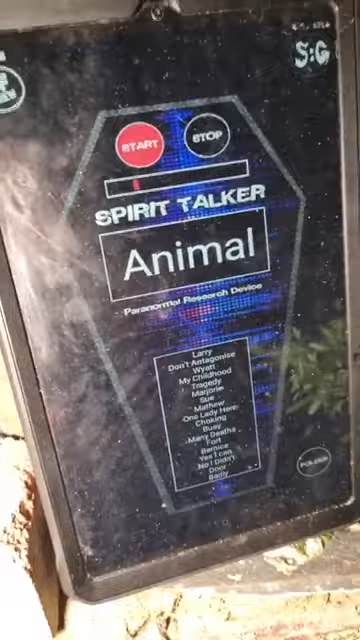 S:G
START
STOP
SPIRIT TALKER
Animal
Paranormal Research Device
Larry
Don't Antagonise
Wyatt
My Childhood
Tragedy
Marjorie
Sue
Mathew
One Lady Here
Choking
Busy
Many Deaths
Fort
Bernice
Yes I can
No I Didn't
Door
Badly